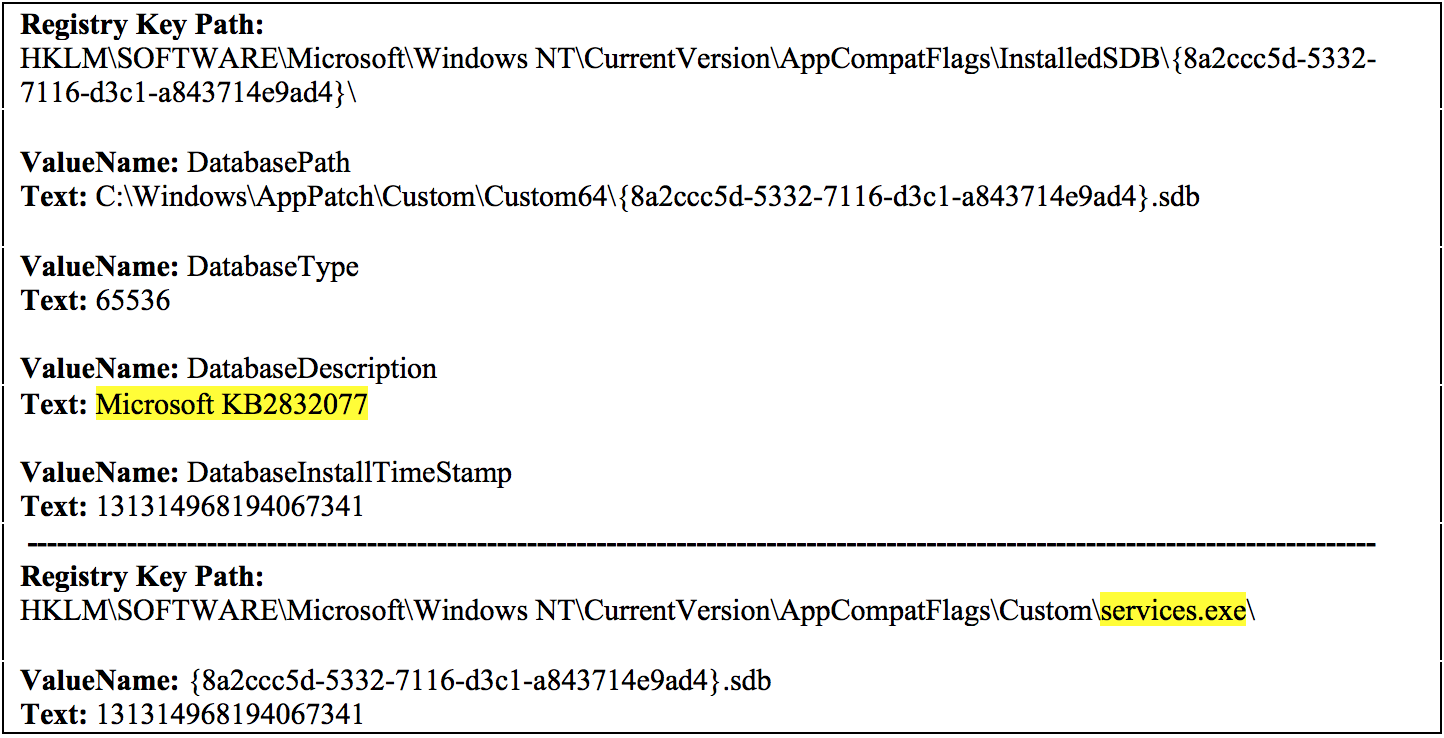 Registry Key Path:
HKLM\SOFTWARE\Microsoft\Windows NT\CurrentVersion\AppCompatFlags\InstalledSDB\{8a2ccc5d-5332-
7116-d3c1-a843714e9ad4}\
ValueName: DatabasePath
Text: C:\Windows\AppPatch\Custom\Custom64\{8a2ccc5d-5332-7116-d3c1-a843714e9ad4}.sdb
ValueName: DatabaseType
Text: 65536
ValueName: DatabaseDescription
Text: Microsoft KB2832077
ValueName: DatabaseInstallTimeStamp
Text: 131314968194067341
Registry Key Path:
HKLM\SOFTWARE\Microsoft\Windows NT\CurrentVersion\AppCompatFlags\Custom\services.exe\
ValueName: {8a2ccc5d-5332-7116-d3c1-a843714e9ad4}.sdb
Text: 131314968194067341